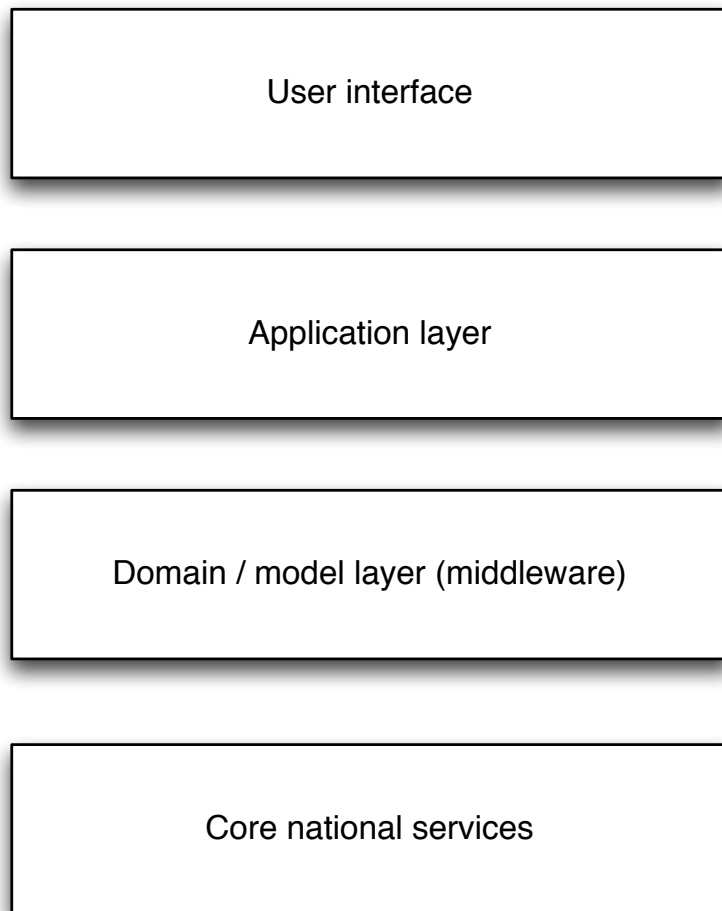 User interface
Application layer
Domain / model layer (middleware)
Core national services